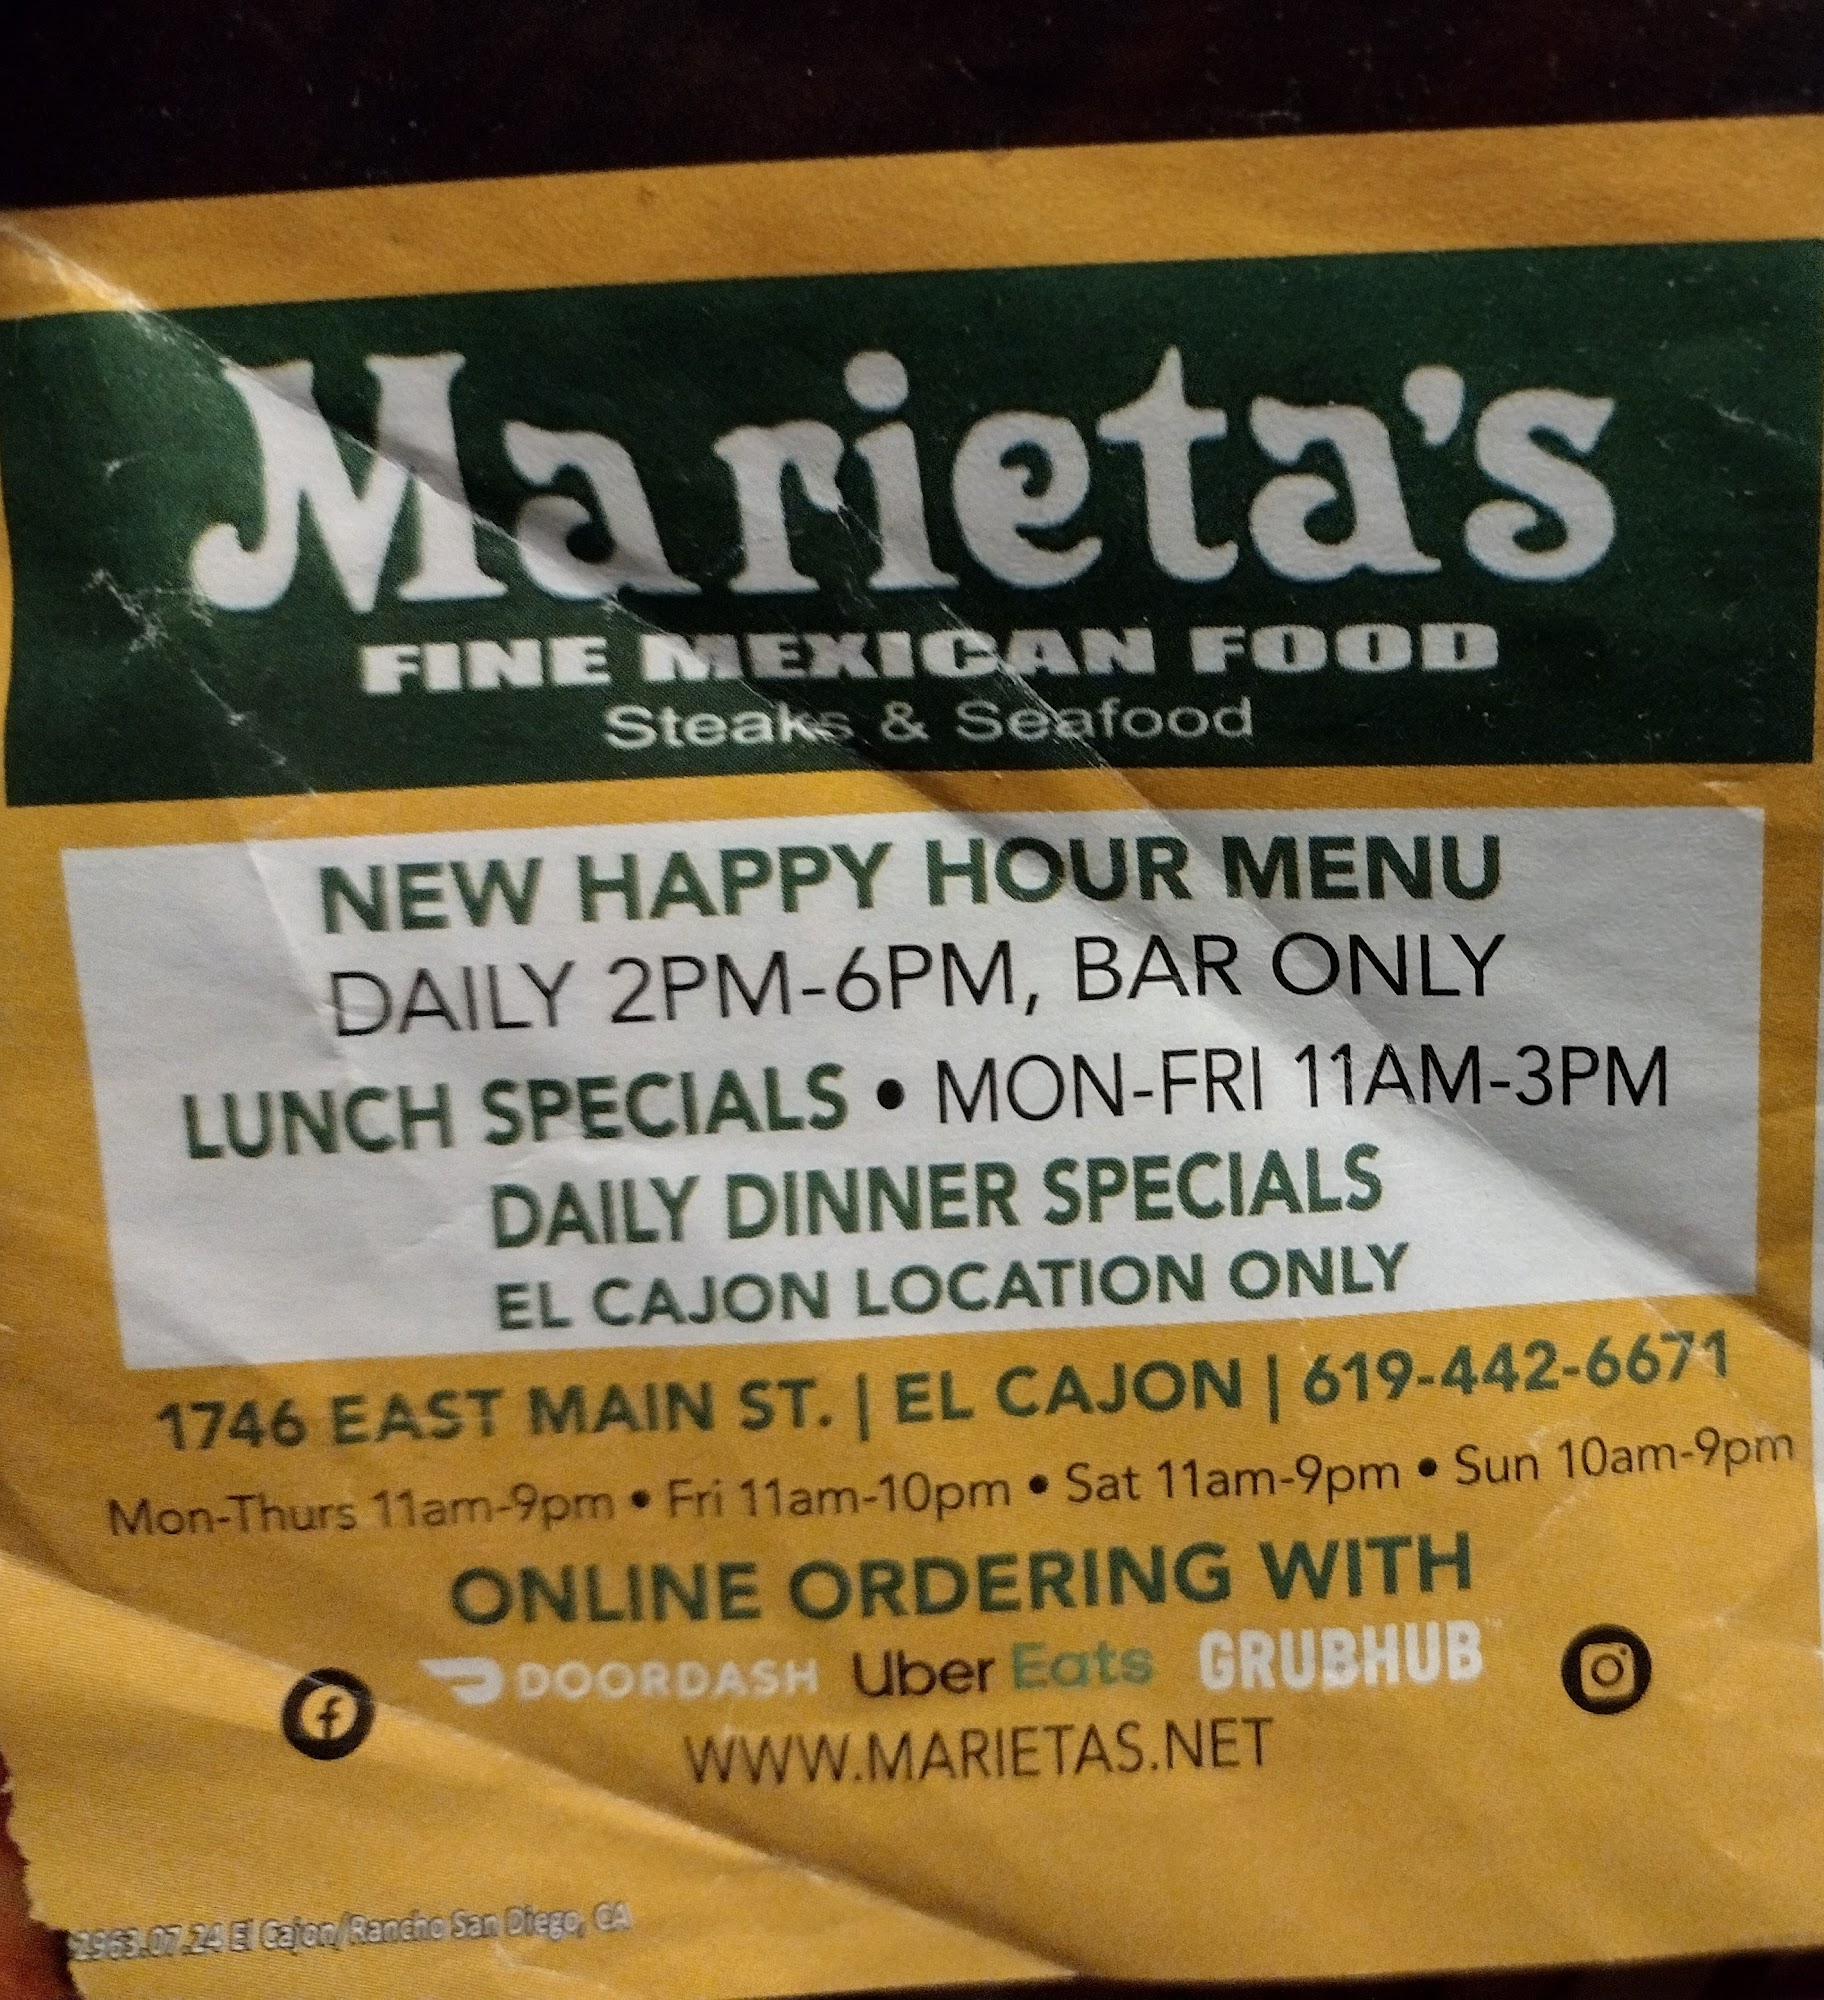 Marieta's
FINE MEXICAN FOOD
Steaks & Seafood
NEW HAPPY HOUR MENU
DAILY 2PM-6PM, BAR ONLY
LUNCH SPECIALS • MON-FRI 11AM-3PM
DAILY DINNER SPECIALS
EL CAJON LOCATION ONLY
1746 EAST MAIN ST. | EL CAJON | 619-442-6671
Mon-Thurs 11am-9pm • Fri 11am-10pm • Sat 11am-9pm • Sun 10am-9pm
ONLINE ORDERING WITH
DOORDASH Uber Eats GRUBHUB
WWW.MARIETAS.NET
2963.07.24 El Cajon/Rancho San Diego, CA